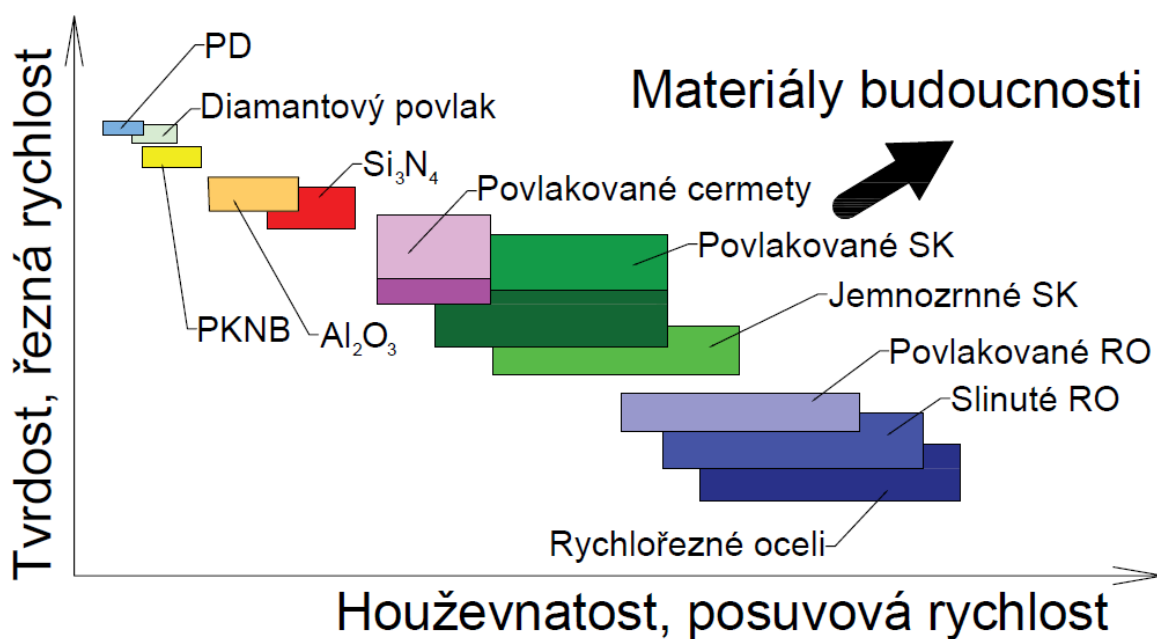 Tvrdost, řezná rychlost
PD
Diamantový povlak
Si₃N₄
PKNB
Al₂O₃
Materiály budoucnosti
Povlakované cermety
Povlakované SK
Jemnozrnné SK
Povlakované RO
Slinuté RO
Rychlořezné oceli
Houževnatost, posuvová rychlost